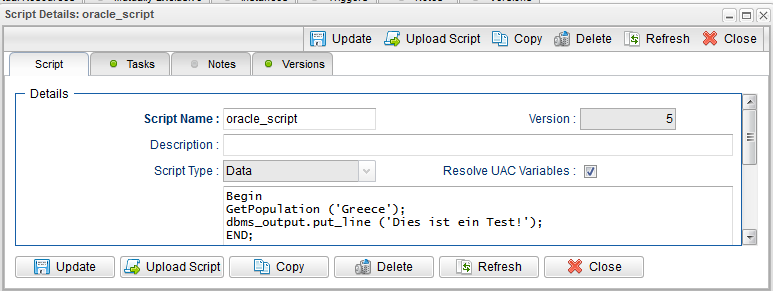 Script Details: oracle_script
Update Upload Script Copy Delete Refresh Close
Script Tasks Notes Versions
Details
Script Name : oracle_script Version : 5
Description :
Script Type : Data Resolve UAC Variables :
Begin
GetPopulation ('Greece');
dbms_output.put_line ('Dies ist ein Test!');
END;
Update Upload Script Copy Delete Refresh Close